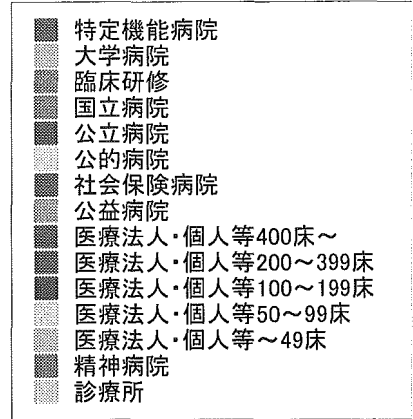 特定機能病院
大学病院
臨床研修
国立病院
公立病院
公的病院
社会保険病院
公益病院
医療法人・個人等400床～
医療法人・個人等200～399床
医療法人・個人等100～199床
医療法人・個人等50～99床
医療法人・個人等～49床
精神病院
診療所